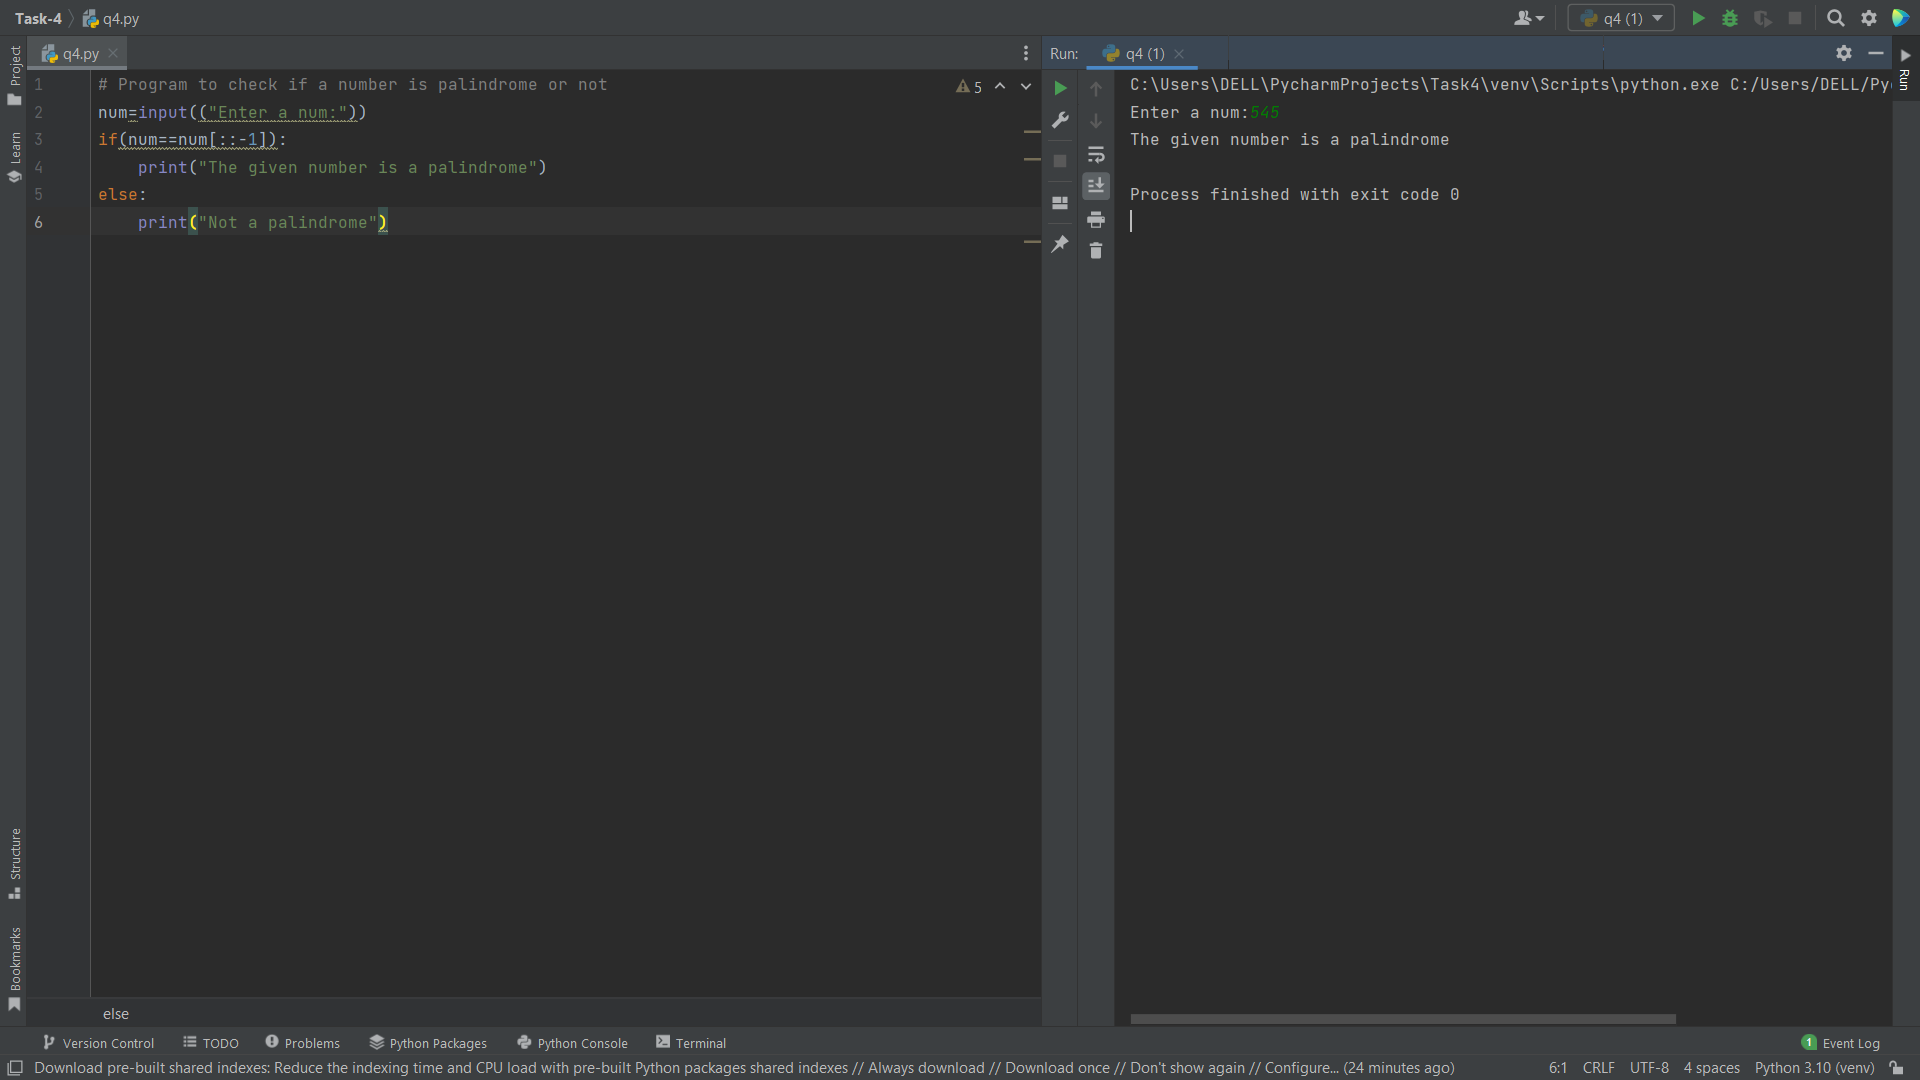 Task-4 q4.py
q4 (1)
q4.py
Run: q4 (1)
Project
Learn
Structure
Bookmarks
Run
1 # Program to check if a number is palindrome or not
2 num=input(("Enter a num:"))
3 if(num==num[::-1]):
4     print("The given number is a palindrome")
5 else:
6     print("Not a palindrome")
5
else
C:\Users\DELL\PycharmProjects\Task4\venv\Scripts\python.exe C:/Users/DELL/Py
Enter a num:545
The given number is a palindrome
Process finished with exit code 0
Version Control TODO Problems Python Packages Python Console Terminal 1 Event Log
Download pre-built shared indexes: Reduce the indexing time and CPU load with pre-built Python packages shared indexes // Always download // Download once // Don't show again // Configure... (24 minutes ago) 6:1 CRLF UTF-8 4 spaces Python 3.10 (venv)